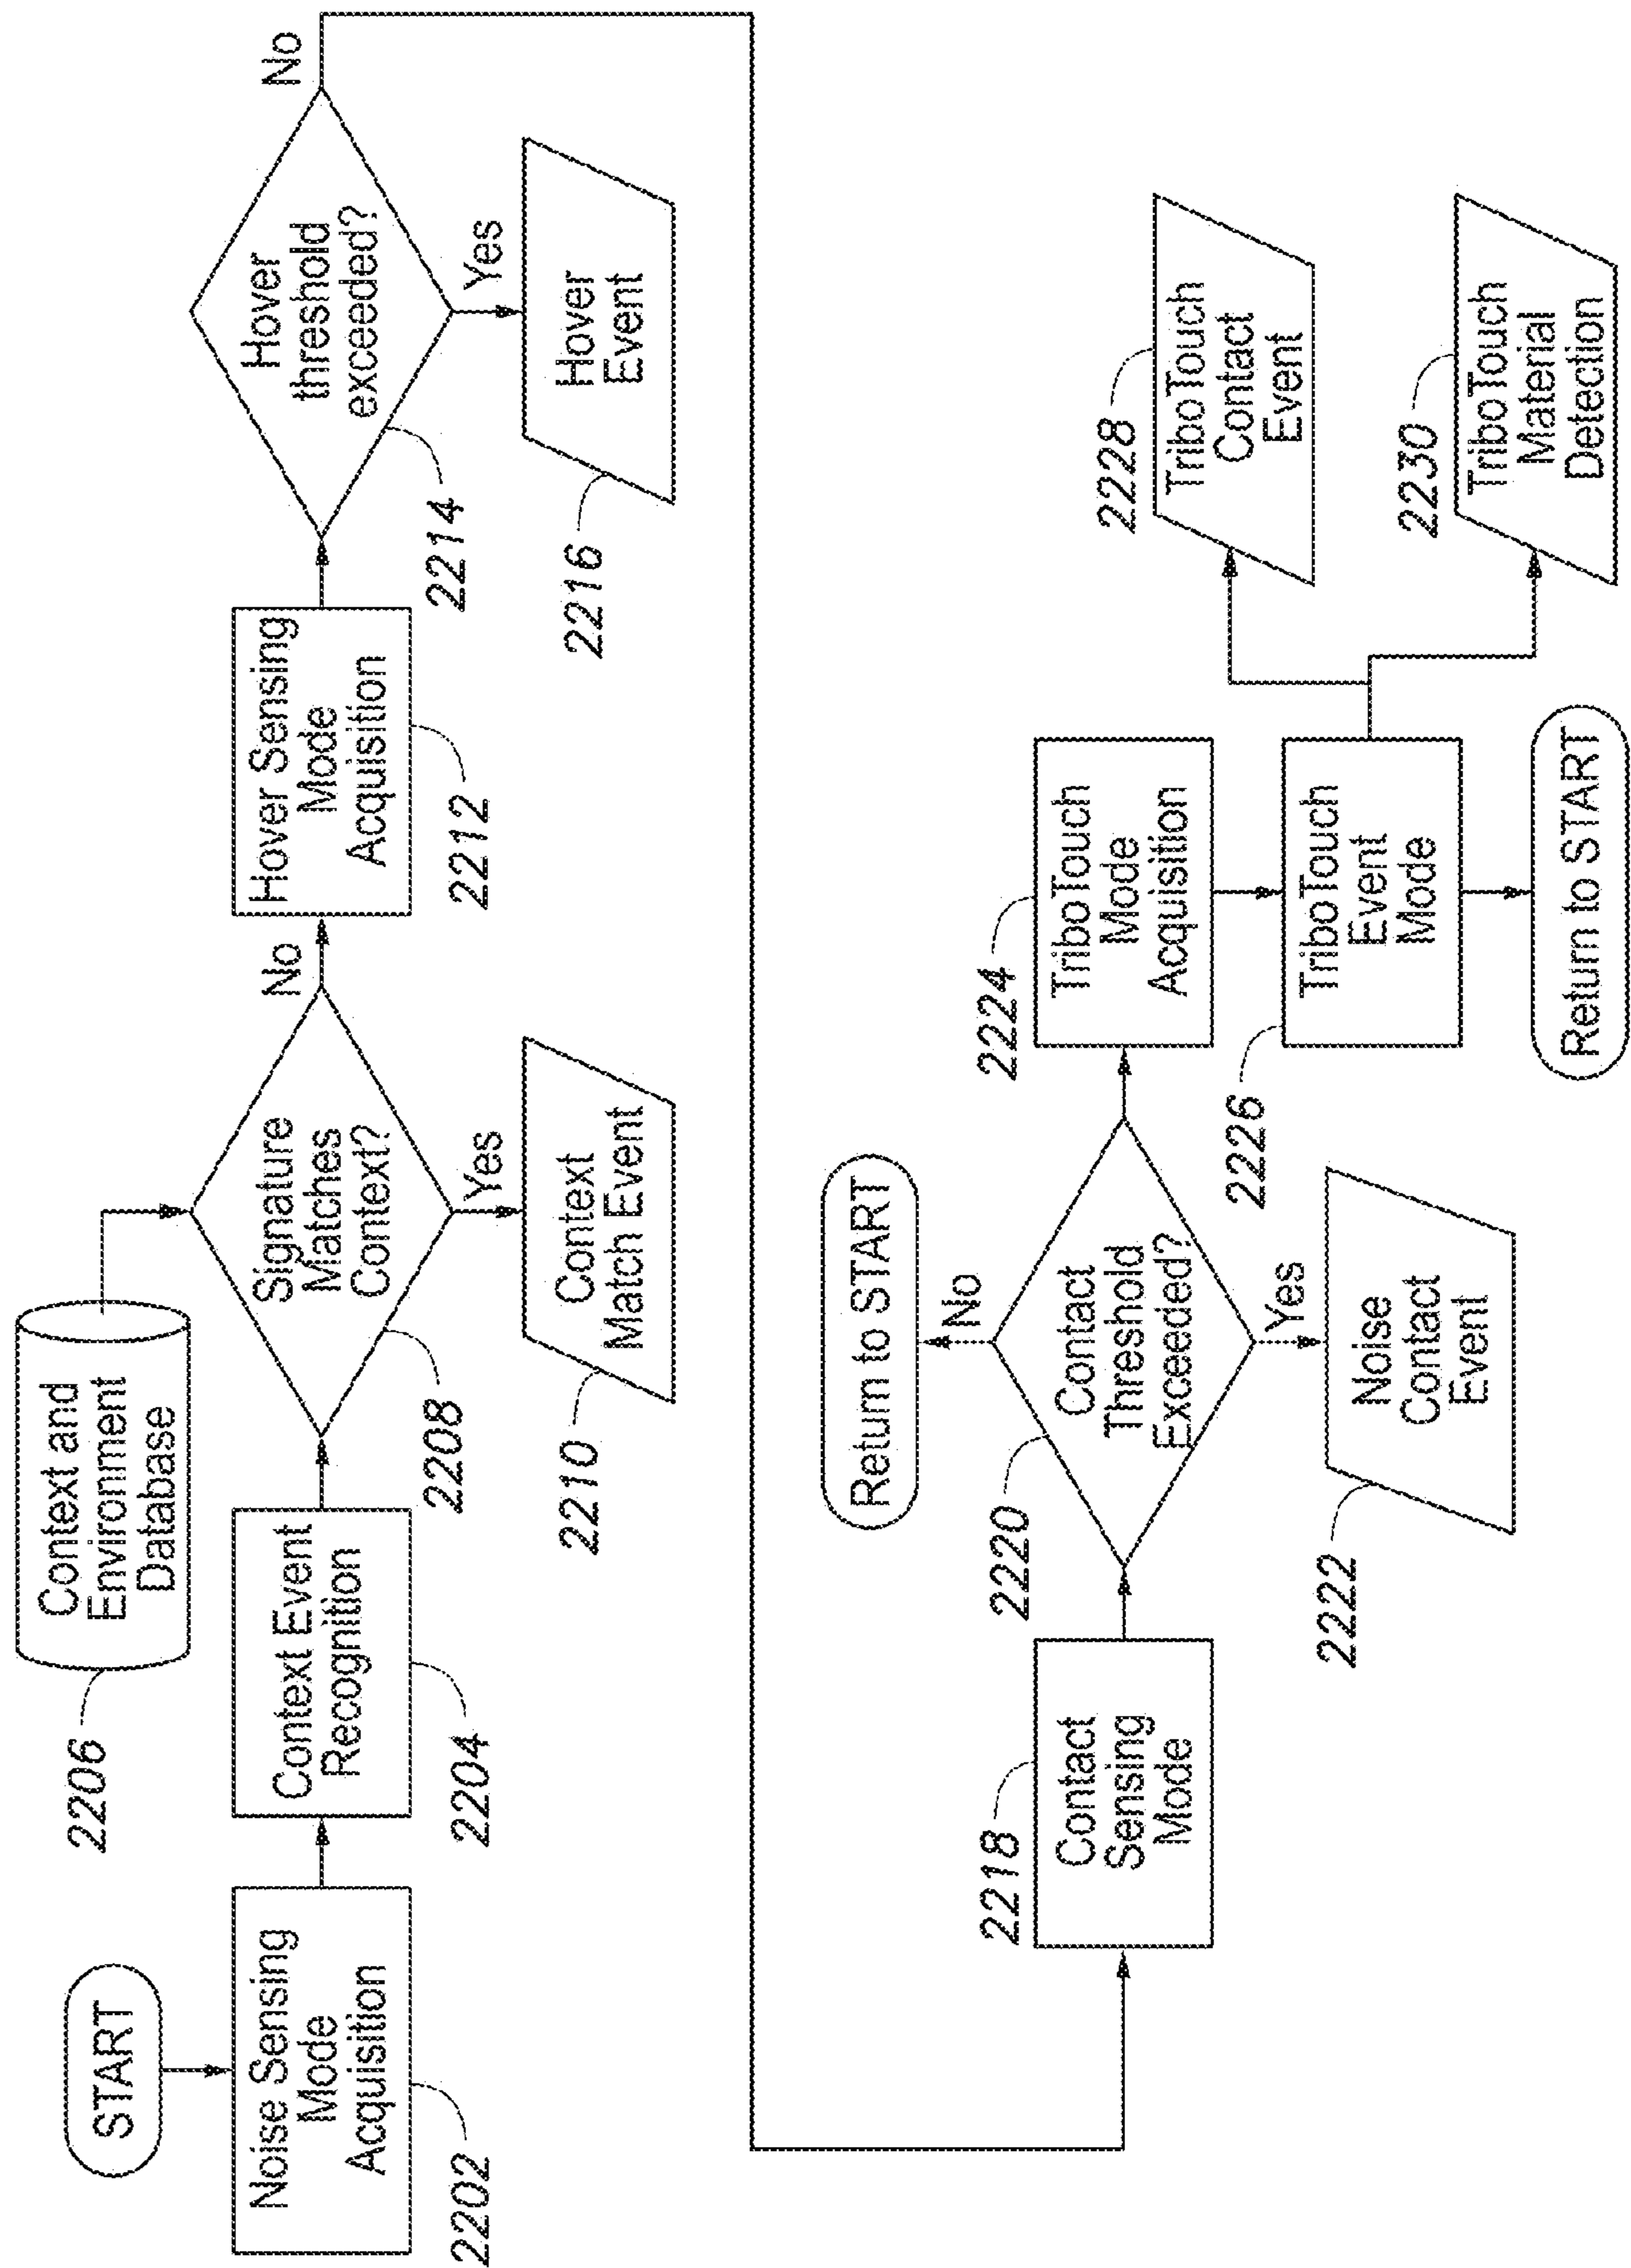 START
Noise Sensing
Mode
Acquisition
2202
Context Event
Recognition
2204
Context and
Environment
Database
2206
Signature
Matches
Context?
2208
Yes
No
Context
Match Event
2210
Hover Sensing
Mode
Acquisition
2212
Hover
threshold
exceeded?
2214
Yes
No
Hover
Event
2216
Contact
Sensing
Mode
2218
Contact
Threshold
Exceeded?
2220
No
Return to START
Yes
Noise
Contact
Event
2222
TriboTouch
Mode
Acquisition
2224
TriboTouch
Event
Mode
2226
Return to START
TriboTouch
Contact
Event
2228
TriboTouch
Material
Detection
2230